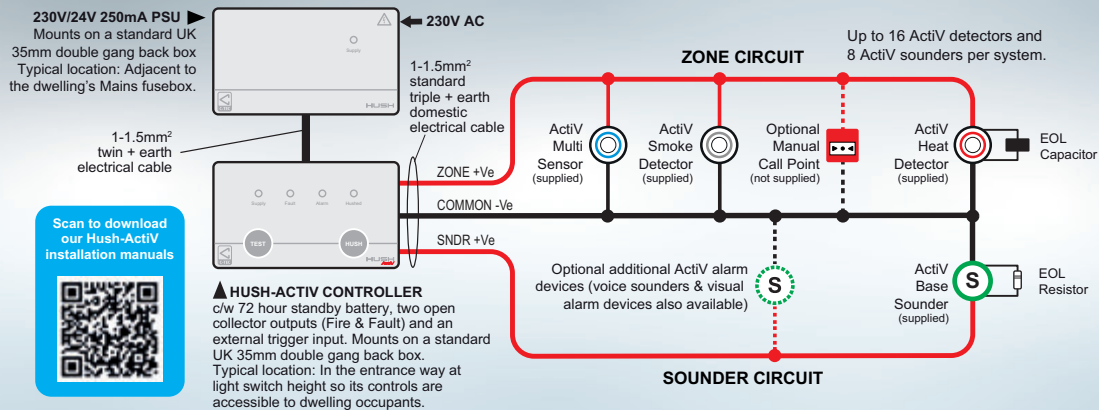 230V/24V 250mA PSU
Mounts on a standard UK
35mm double gang back box
Typical location: Adjacent to
the dwelling's Mains fusebox.
230V AC
Supply
HUSH
1-1.5mm²
twin + earth
electrical cable
1-1.5mm²
standard
triple + earth
domestic
electrical cable
Supply
Fault
Alarm
Hushed
TEST
HUSH
HUSH
ActiV
Scan to download
our Hush-ActiV
installation manuals
HUSH-ACTIV CONTROLLER
c/w 72 hour standby battery, two open
collector outputs (Fire & Fault) and an
external trigger input. Mounts on a standard
UK 35mm double gang back box.
Typical location: In the entrance way at
light switch height so its controls are
accessible to dwelling occupants.
ZONE CIRCUIT
Up to 16 ActiV detectors and
8 ActiV sounders per system.
ZONE +Ve
COMMON -Ve
SNDR +Ve
ActiV
Multi
Sensor
(supplied)
ActiV
Smoke
Detector
(supplied)
Optional
Manual
Call Point
(not supplied)
ActiV
Heat
Detector
(supplied)
EOL
Capacitor
Optional additional ActiV alarm
devices (voice sounders & visual
alarm devices also available)
S
ActiV
Base
Sounder
(supplied)
S
EOL
Resistor
SOUNDER CIRCUIT